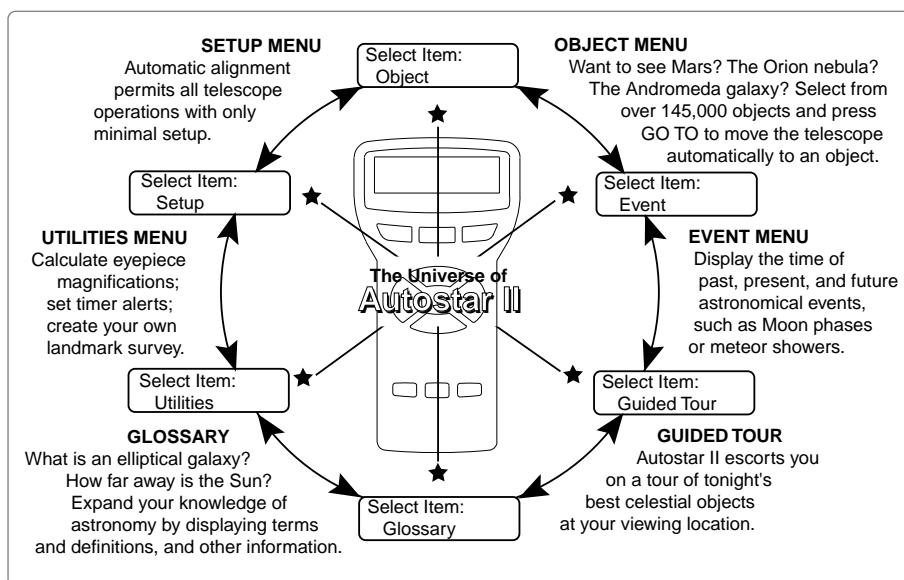 SETUP MENU
Automatic alignment
permits all telescope
operations with only
minimal setup.
Select Item:
Object
OBJECT MENU
Want to see Mars? The Orion nebula?
The Andromeda galaxy? Select from
over 145,000 objects and press
GO TO to move the telescope
automatically to an object.
Select Item:
Setup
Select Item:
Event
UTILITIES MENU
Calculate eyepiece
magnifications;
set timer alerts;
create your own
landmark survey.
The Universe of
Autostar II
EVENT MENU
Display the time of
past, present, and future
astronomical events,
such as Moon phases
or meteor showers.
Select Item:
Utilities
Select Item:
Guided Tour
GLOSSARY
What is an elliptical galaxy?
How far away is the Sun?
Expand your knowledge of
astronomy by displaying terms
and definitions, and other information.
Select Item:
Glossary
GUIDED TOUR
Autostar II escorts you
on a tour of tonight's
best celestial objects
at your viewing location.